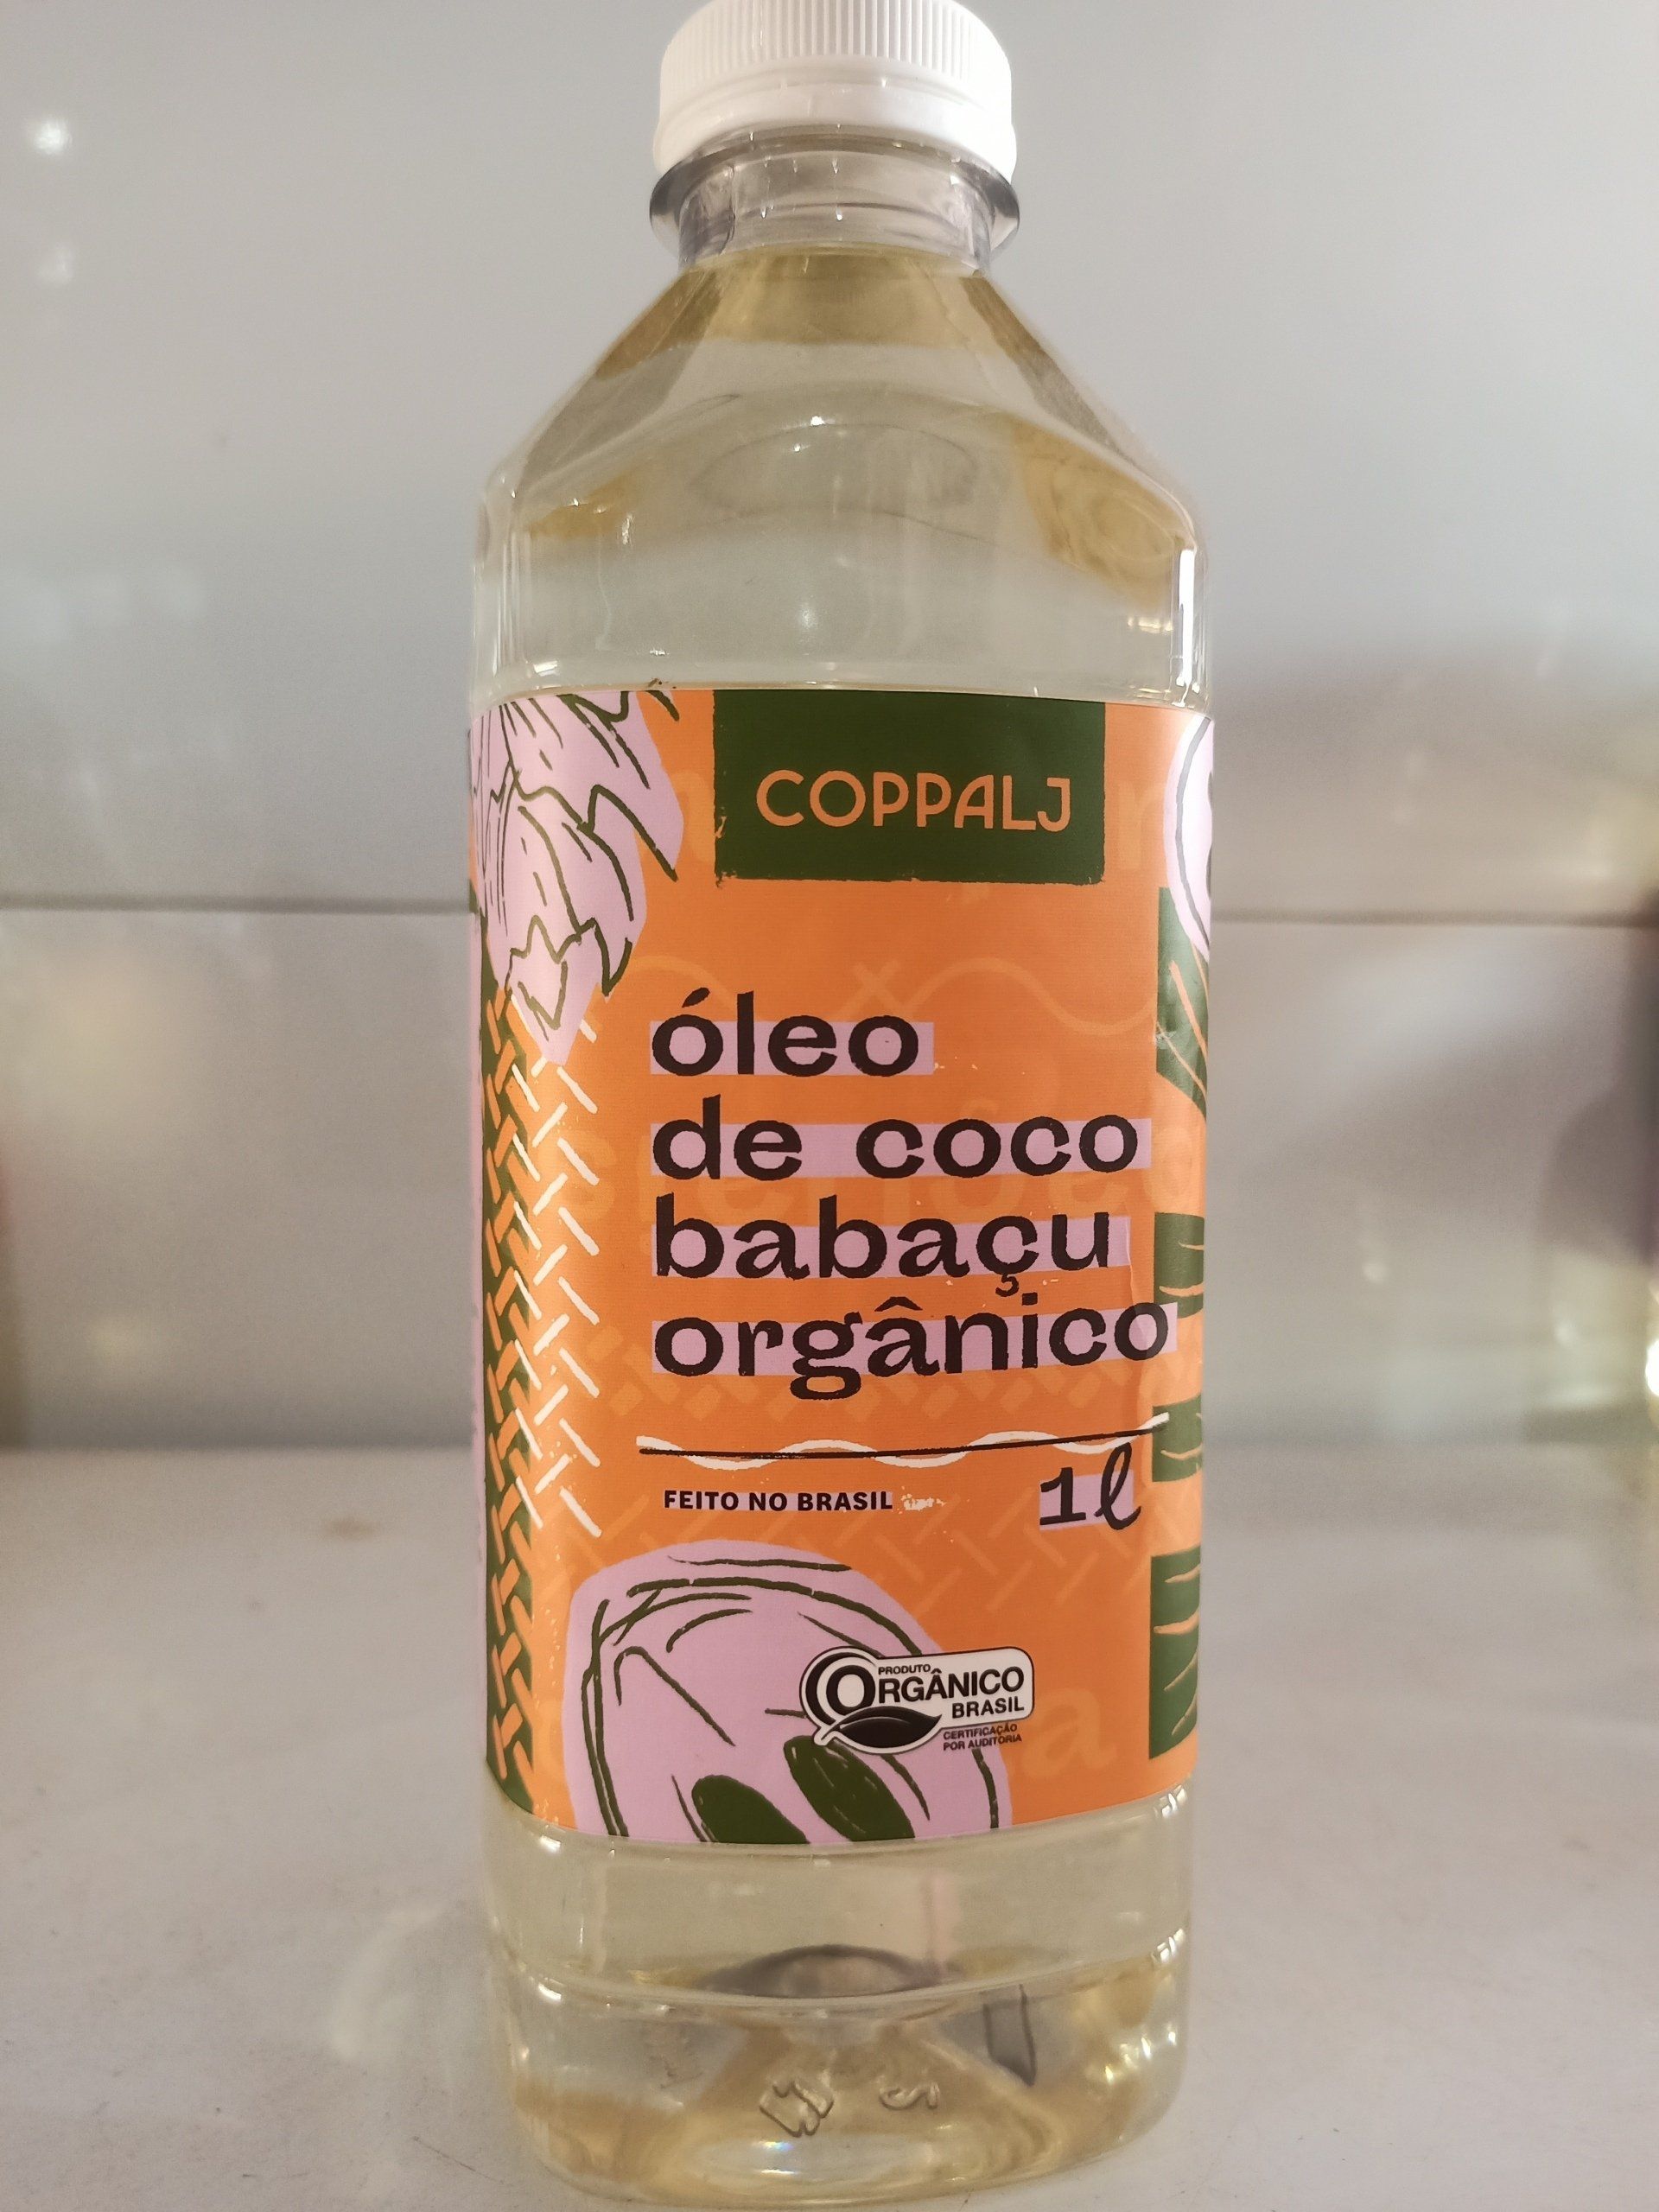 COPPALJ
óleo
de coco
babaçu
orgânico
FEITO NO BRASIL
1l
PRODUTO
ORGÂNICO
BRASIL
CERTIFICAÇÃO
POR AUDITORIA